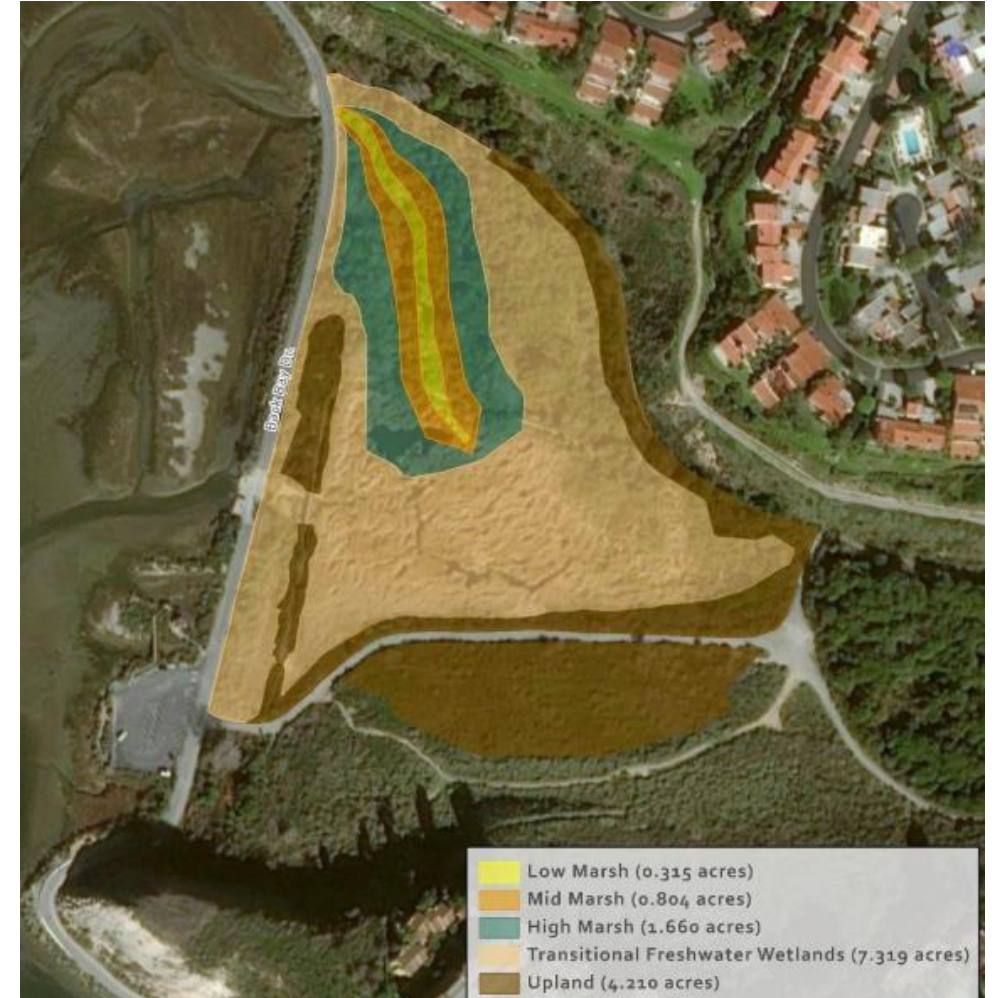 Back Bay Dr.
Low Marsh (0.315 acres)
Mid Marsh (0.804 acres)
High Marsh (1.660 acres)
Transitional Freshwater Wetlands (7.319 acres)
Upland (4.210 acres)